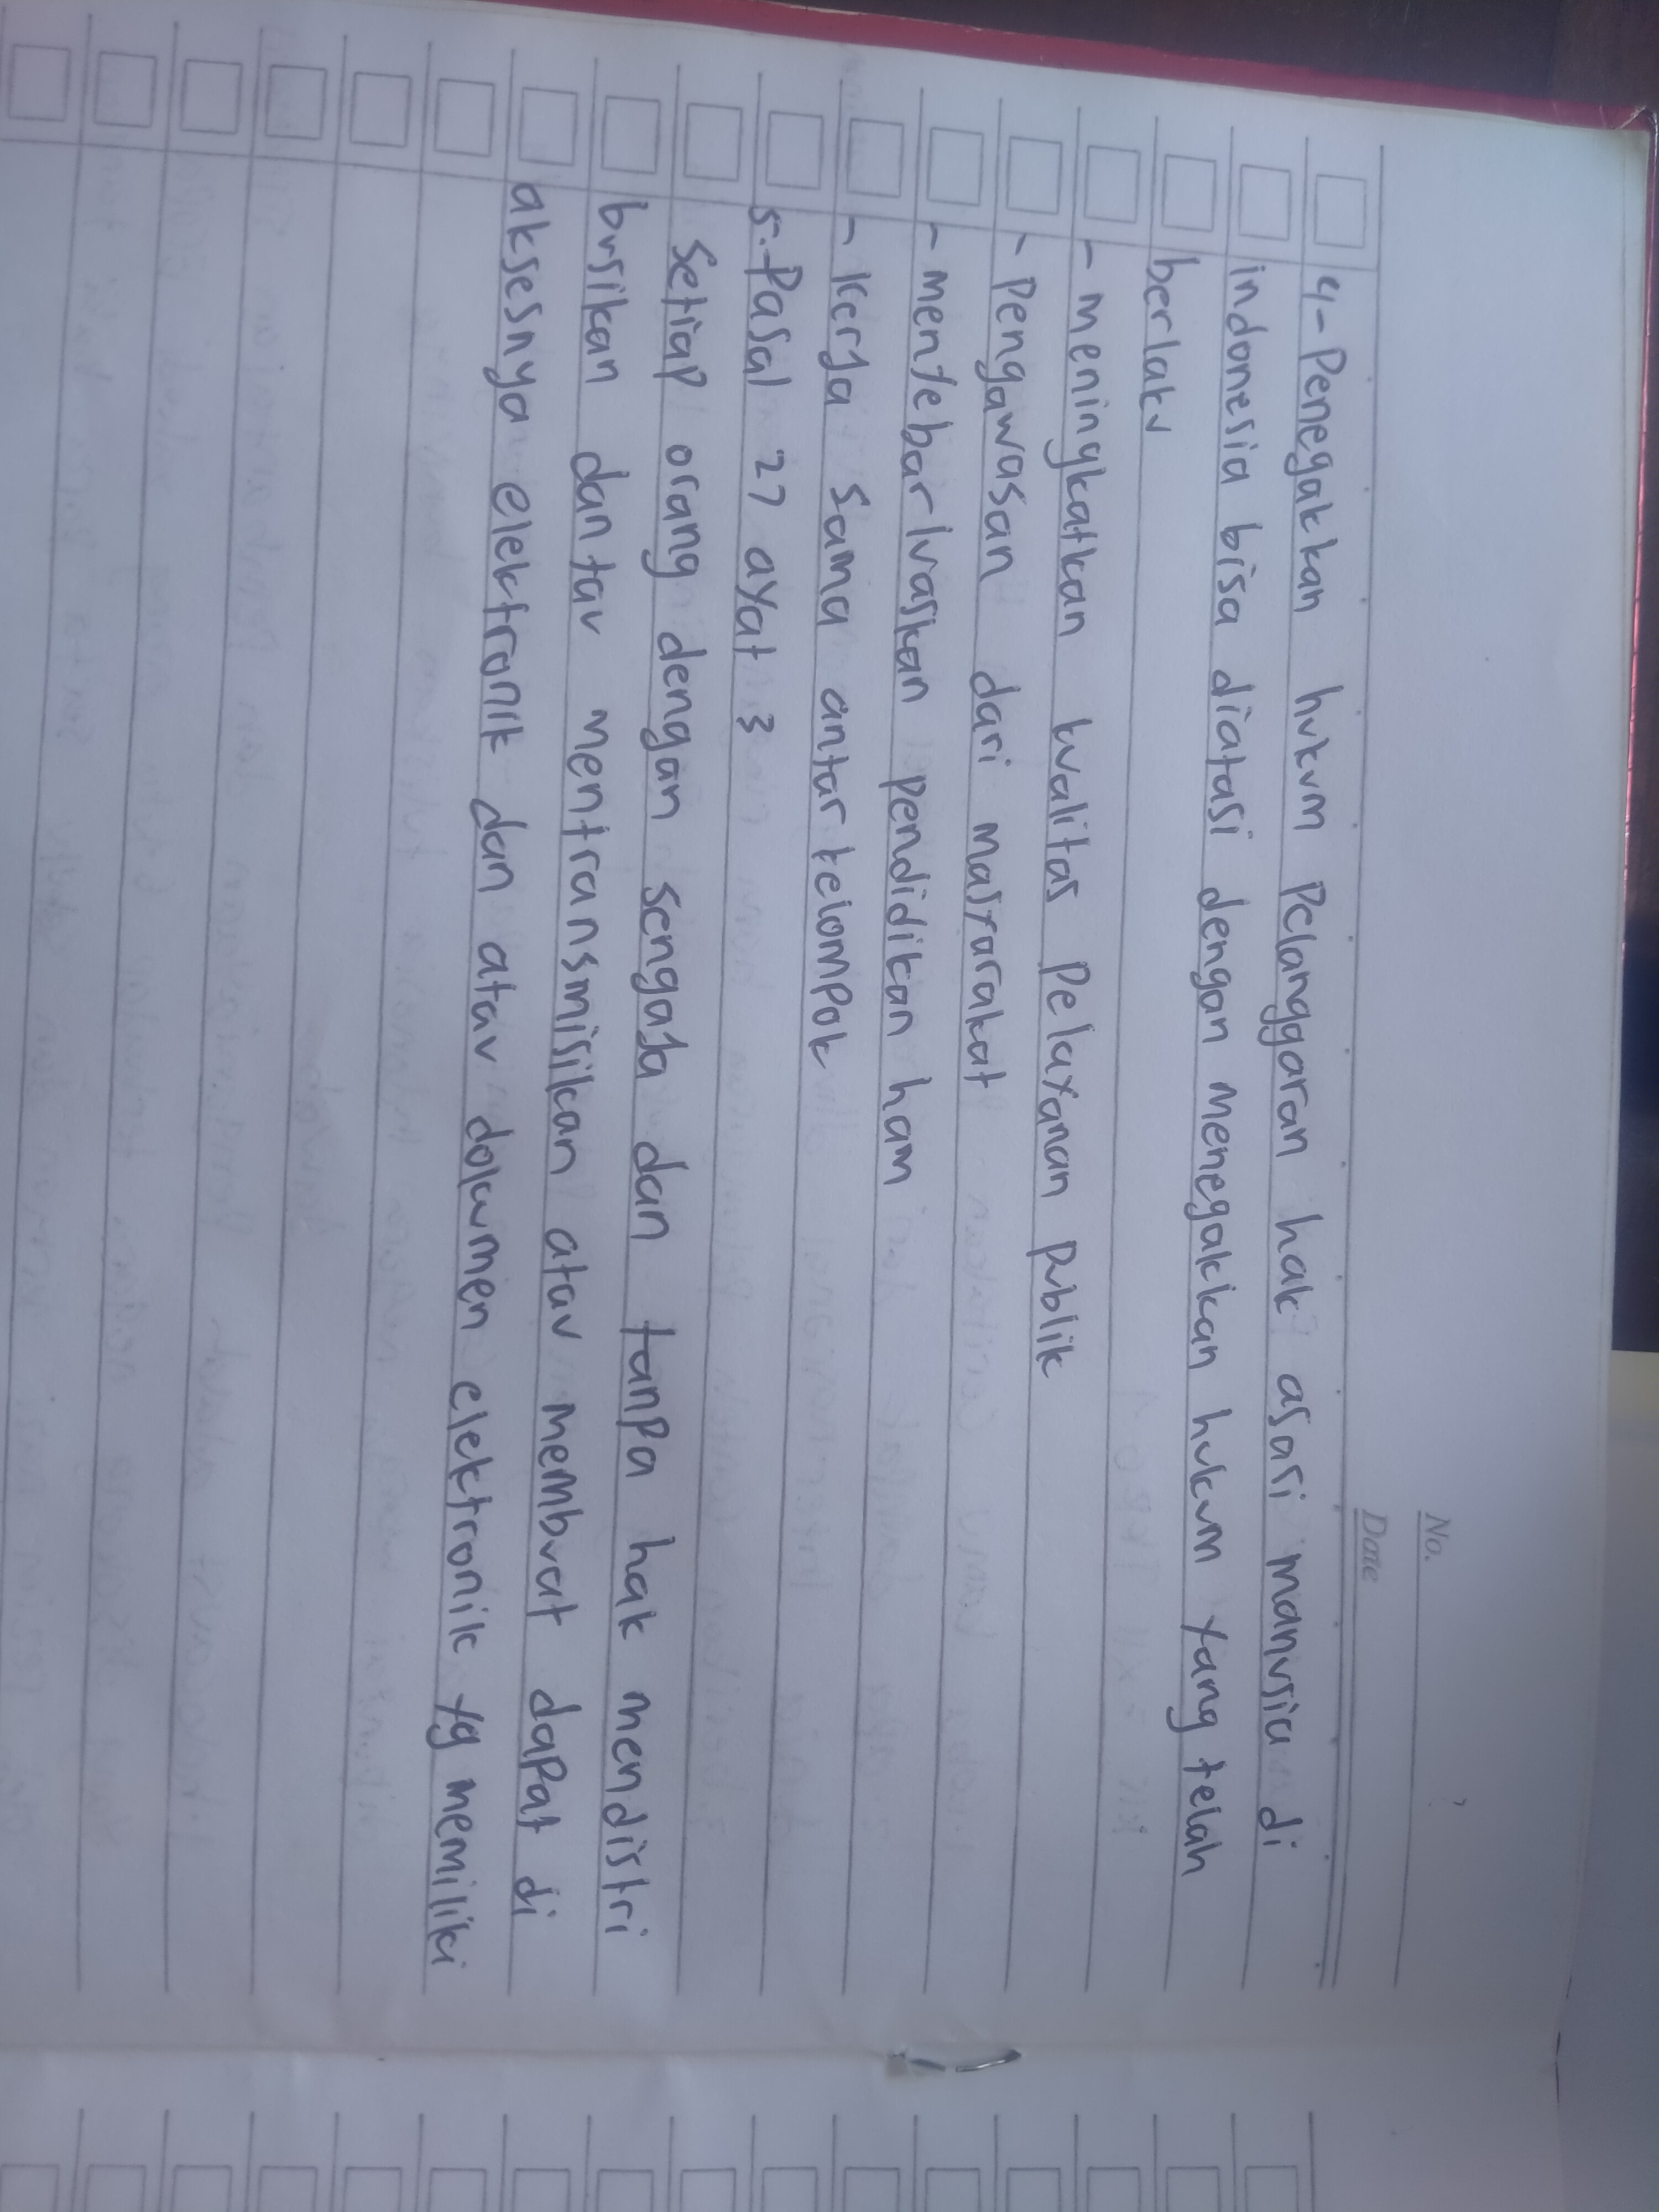 No.
Date
4-Penegakkan hukum Pelanggaran hak asasi manusia di
indonesia bisa diatasi dengan menegakkan hukum yang telah
berlaku
- meningkatkan kualitas Pelayanan Publik
- Pengawasan dari masyarakat
- menyebarluaskan Pendidikan ham
- Kerja sama antar kelompok
5. Pasal 27 ayat 3
Setiap orang dengan sengaja dan tanpa hak mendistri
busikan dan tau mentransmisikan atau membuat dapat di
aksesnya elektronik dan atau dokumen elektronik yg memiliki